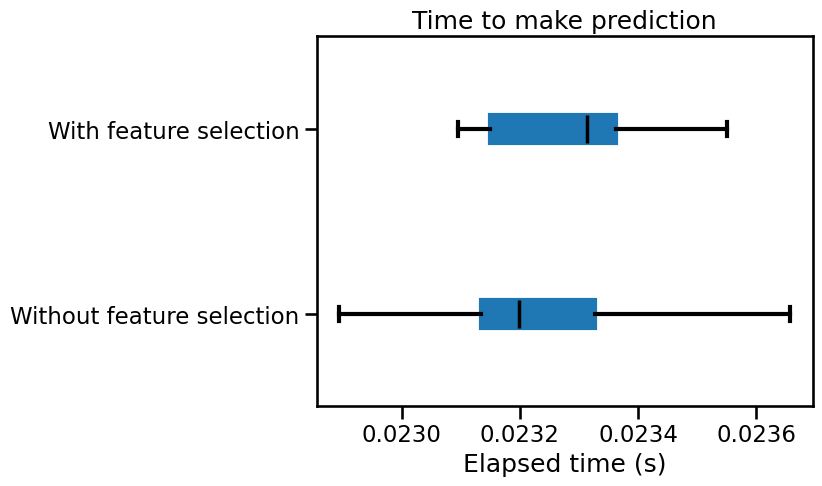 Time to make prediction
With feature selection
Without feature selection
0.0230 0.0232 0.0234 0.0236
Elapsed time (s)